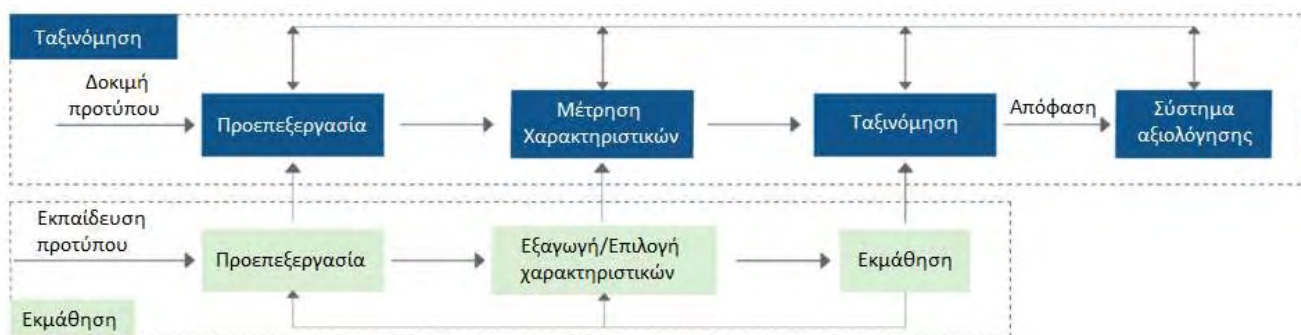 Ταξινόμηση
Δοκιμή
προτύπου
Προεπεξεργασία
Μέτρηση
Χαρακτηριστικών
Ταξινόμηση
Απόφαση
Σύστημα
αξιολόγησης
Εκπαίδευση
προτύπου
Προεπεξεργασία
Εξαγωγή/Επιλογή
χαρακτηριστικών
Εκμάθηση
Εκμάθηση